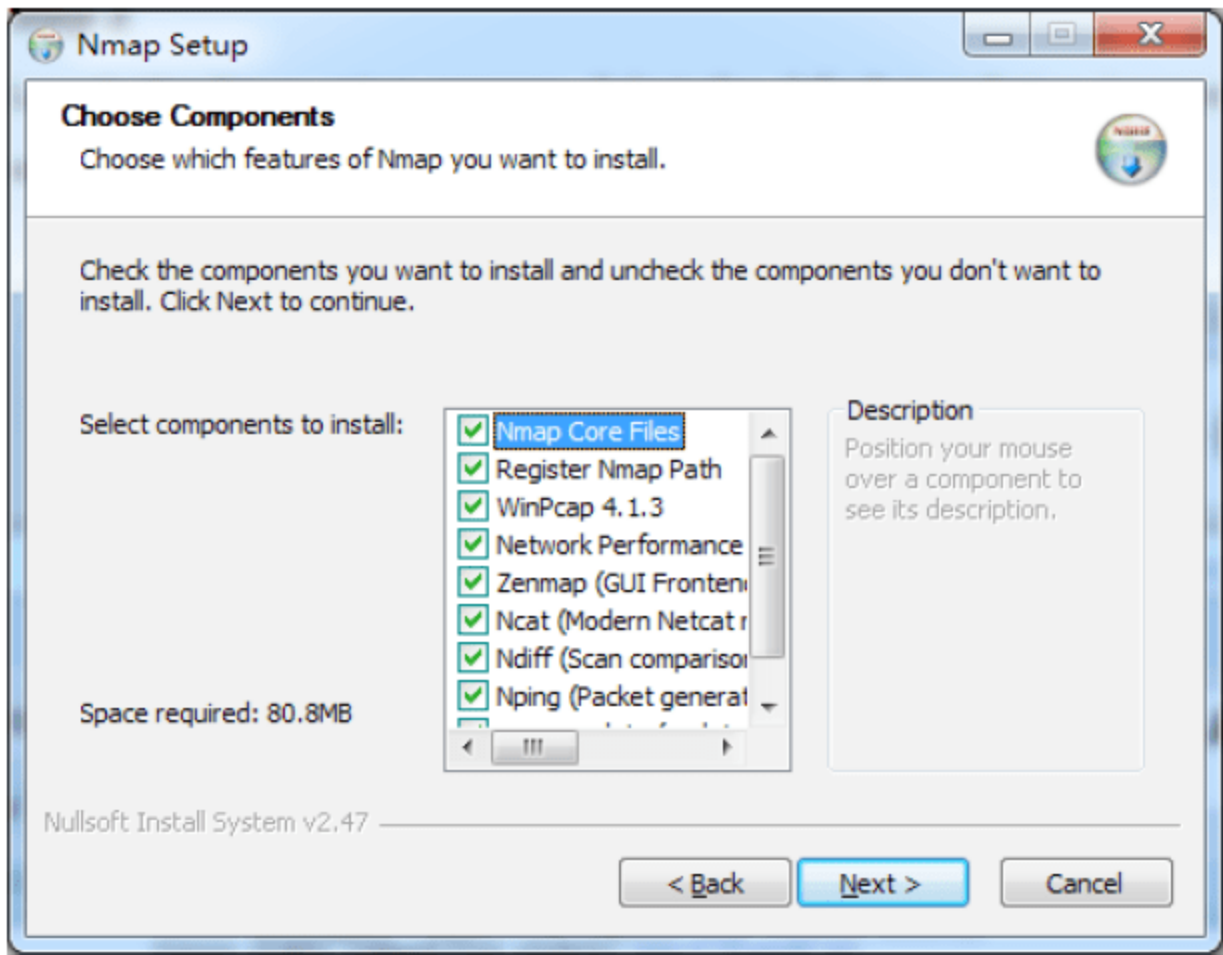 Nmap Setup
Choose Components
Choose which features of Nmap you want to install.
Check the components you want to install and uncheck the components you don't want to
install. Click Next to continue.
Select components to install:
Nmap Core Files
Register Nmap Path
WinPcap 4.1.3
Network Performance
Zenmap (GUI Fronten
Ncat (Modern Netcat r
Ndiff (Scan compariso
Nping (Packet generat
Description
Position your mouse
over a component to
see its description.
Space required: 80.8MB
Nullsoft Install System v2.47
< Back
Next >
Cancel